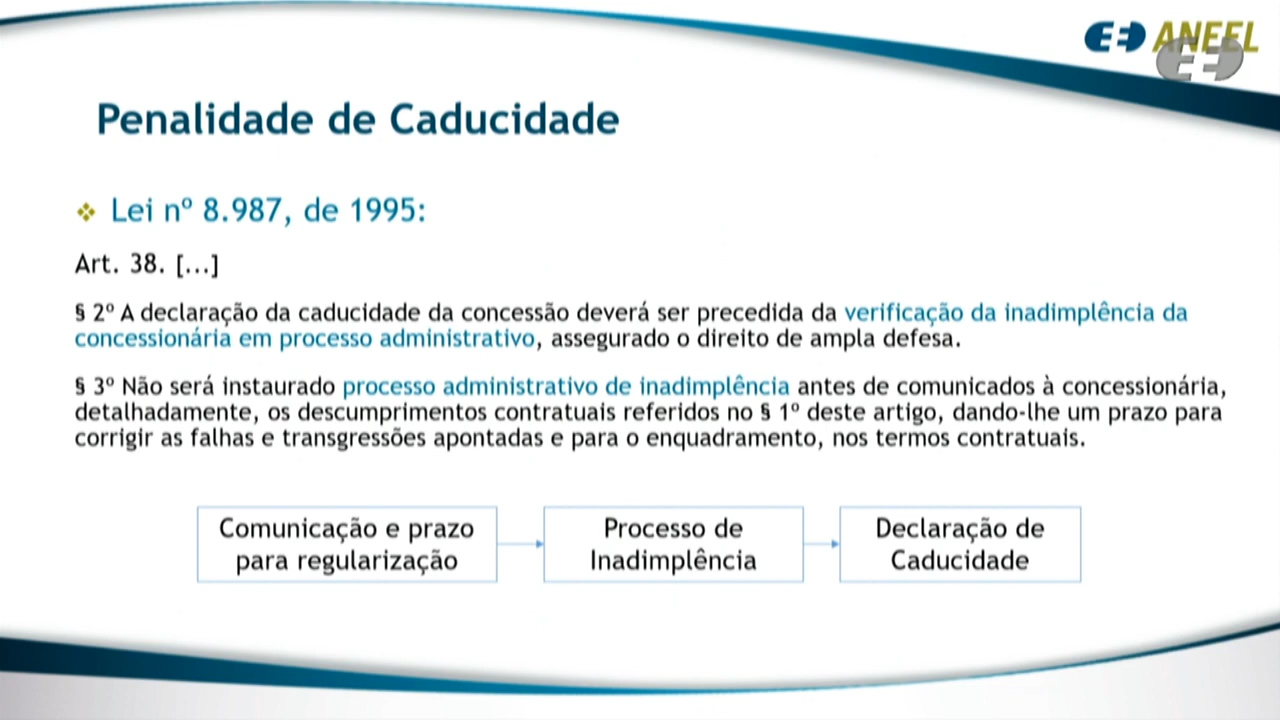 ANEEL
Penalidade de Caducidade
Lei nº 8.987, de 1995:
Art. 38. [...]
§ 2º A declaração da caducidade da concessão deverá ser precedida da verificação da inadimplência da
concessionária em processo administrativo, assegurado o direito de ampla defesa.
§ 3º Não será instaurado processo administrativo de inadimplência antes de comunicados à concessionária,
detalhadamente, os descumprimentos contratuais referidos no § 1º deste artigo, dando-lhe um prazo para
corrigir as falhas e transgressões apontadas e para o enquadramento, nos termos contratuais.
Comunicação e prazo
para regularização
Processo de
Inadimplência
Declaração de
Caducidade